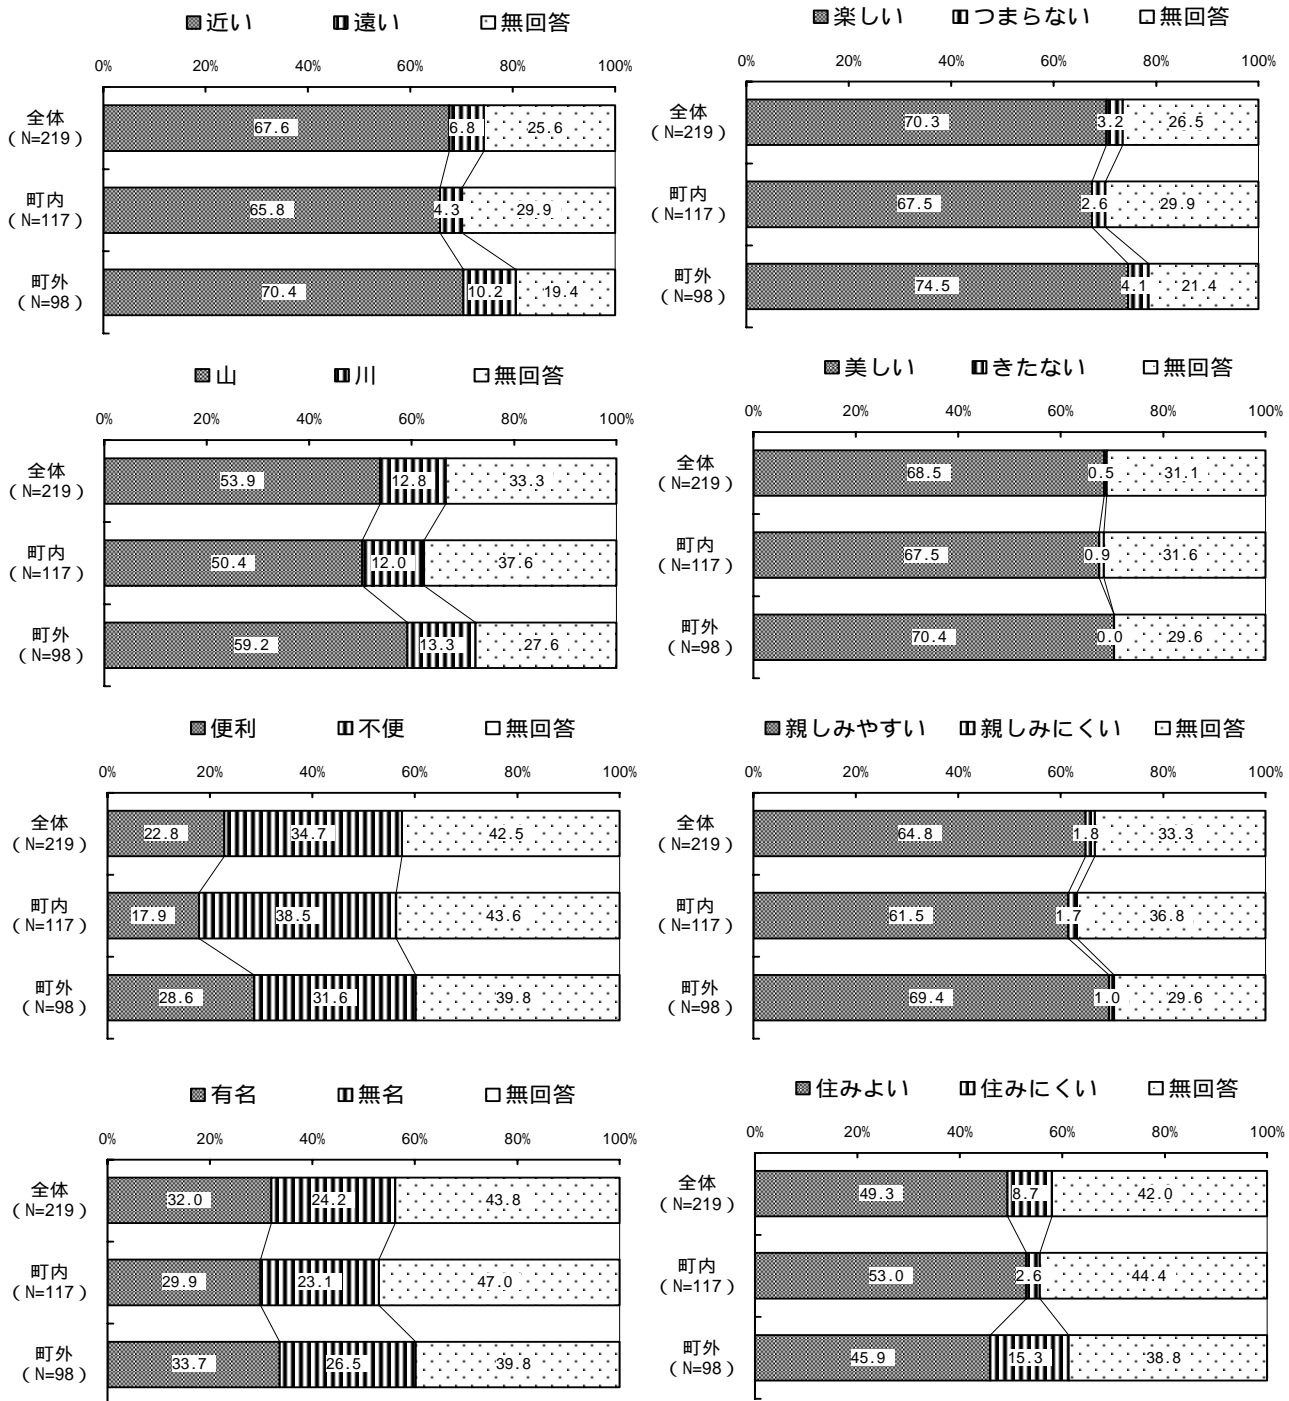 近い 遠い 無回答
0% 20% 40% 60% 80% 100%
全体
(N=219)
67.6 6.8 25.6
町内
(N=117)
65.8 4.3 29.9
町外
(N=98)
70.4 10.2 19.4
楽しい つまらない 無回答
0% 20% 40% 60% 80% 100%
全体
(N=219)
70.3 3.2 26.5
町内
(N=117)
67.5 2.6 29.9
町外
(N=98)
74.5 4.1 21.4
山 川 無回答
0% 20% 40% 60% 80% 100%
全体
(N=219)
53.9 12.8 33.3
町内
(N=117)
50.4 12.0 37.6
町外
(N=98)
59.2 13.3 27.6
美しい きたない 無回答
0% 20% 40% 60% 80% 100%
全体
(N=219)
68.5 0.5 31.1
町内
(N=117)
67.5 0.9 31.6
町外
(N=98)
70.4 0.0 29.6
便利 不便 無回答
0% 20% 40% 60% 80% 100%
全体
(N=219)
22.8 34.7 42.5
町内
(N=117)
17.9 38.5 43.6
町外
(N=98)
28.6 31.6 39.8
親しみやすい 親しみにくい 無回答
0% 20% 40% 60% 80% 100%
全体
(N=219)
64.8 1.8 33.3
町内
(N=117)
61.5 1.7 36.8
町外
(N=98)
69.4 1.0 29.6
有名 無名 無回答
0% 20% 40% 60% 80% 100%
全体
(N=219)
32.0 24.2 43.8
町内
(N=117)
29.9 23.1 47.0
町外
(N=98)
33.7 26.5 39.8
住みよい 住みにくい 無回答
0% 20% 40% 60% 80% 100%
全体
(N=219)
49.3 8.7 42.0
町内
(N=117)
53.0 2.6 44.4
町外
(N=98)
45.9 15.3 38.8